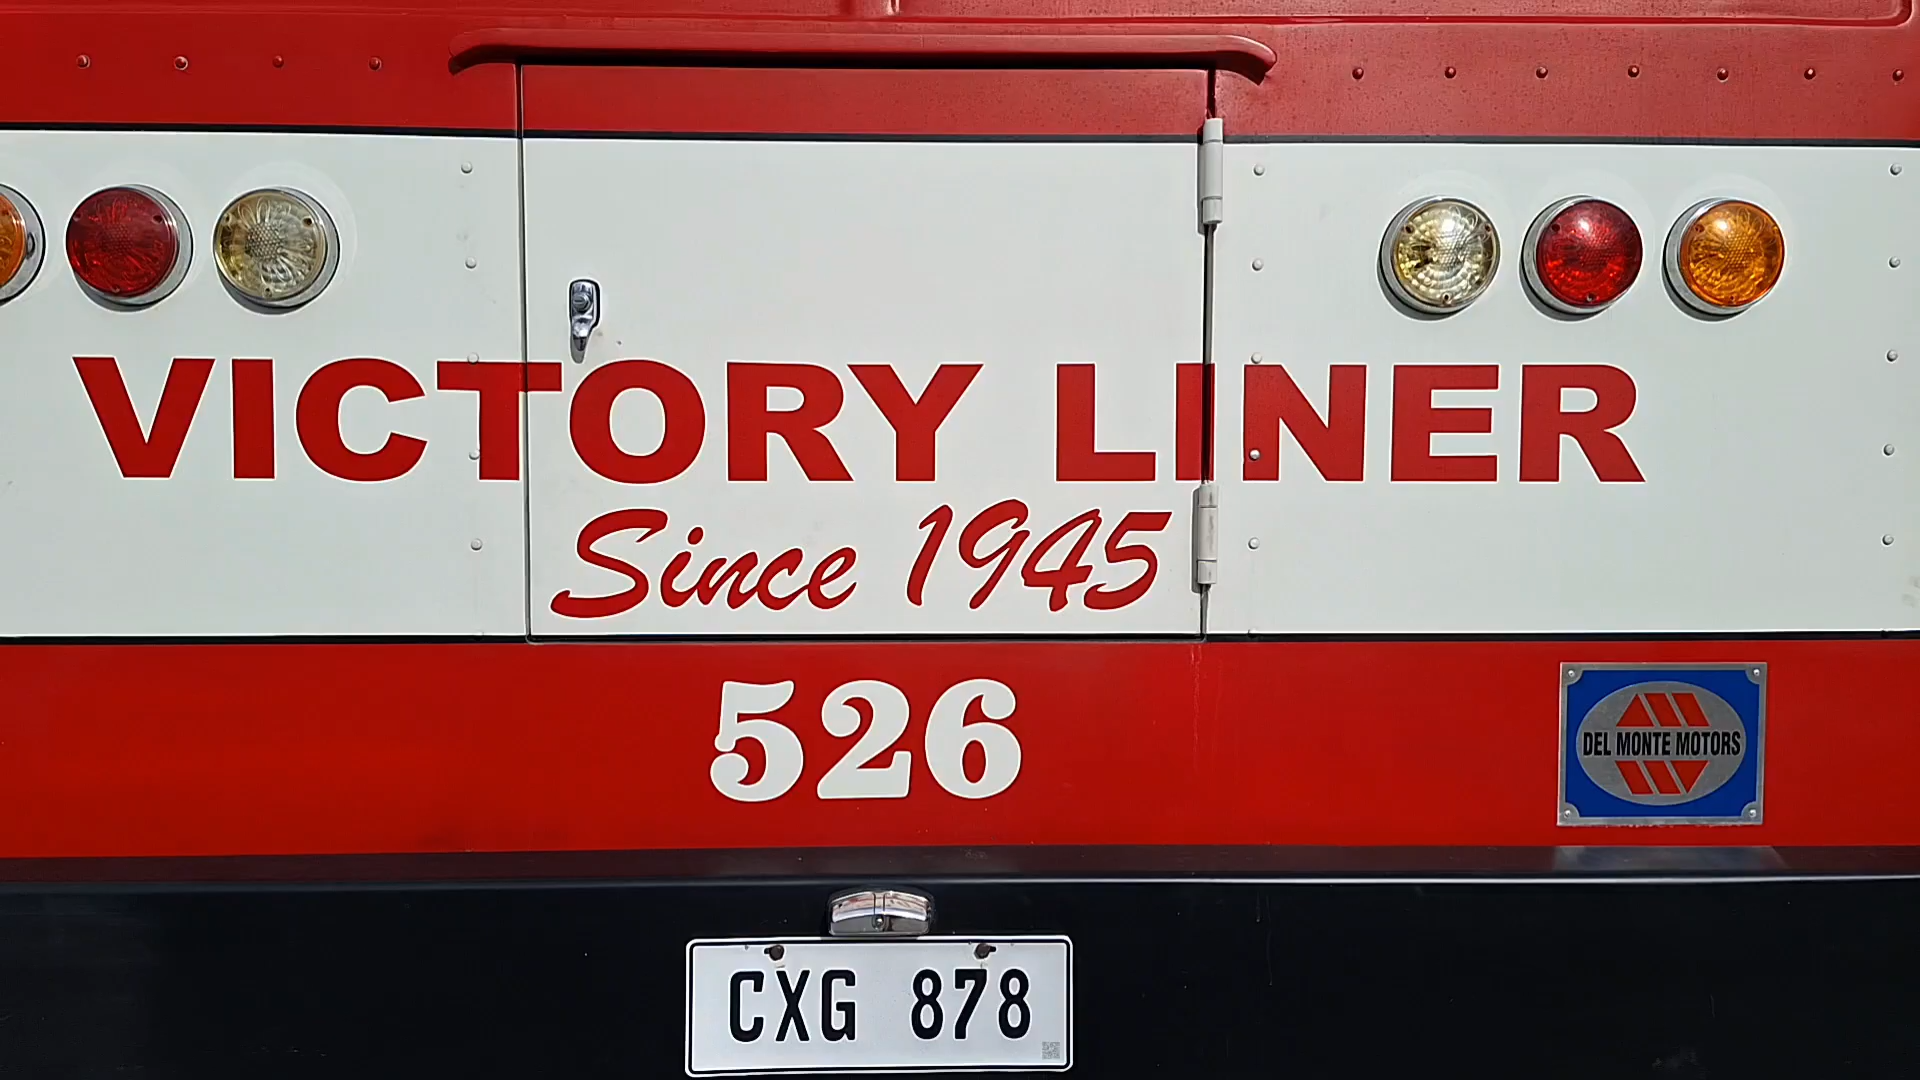 VICTORY LINER
Since 1945
526
DEL MONTE MOTORS
CXG 878